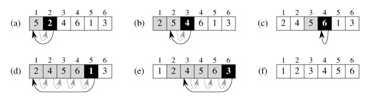 1 2 3 4 5 6
(a) 5 2 4 6 1 3
1 2 3 4 5 6
(b) 2 5 4 6 1 3
1 2 3 4 5 6
(c) 2 4 5 6 1 3
1 2 3 4 5 6
(d) 2 4 5 6 1 3
1 2 3 4 5 6
(e) 1 2 4 5 6 3
1 2 3 4 5 6
(f) 1 2 3 4 5 6